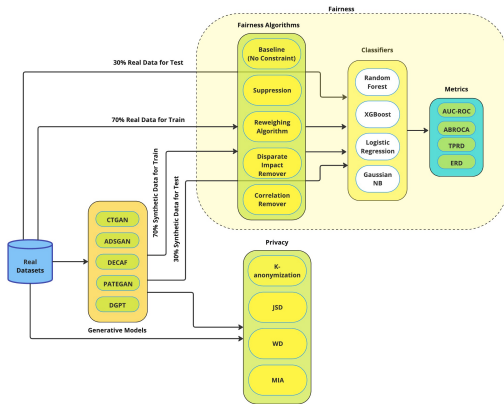 Fairness
Fairness Algorithms
Baseline
(No Constraint)
Suppression
Reweighing
Algorithm
Disparate
Impact
Remover
Correlation
Remover
Classifiers
Random
Forest
XGBoost
Logistic
Regression
Gaussian
NB
Metrics
AUC-ROC
ABROCA
TPRD
ERD
30% Real Data for Test
70% Real Data for Train
70% Synthetic Data for Train
30% Synthetic Data for Test
Real
Datasets
CTGAN
ADSGAN
DECAF
PATEGAN
DGPT
Generative Models
Privacy
K-
anonymization
JSD
WD
MIA